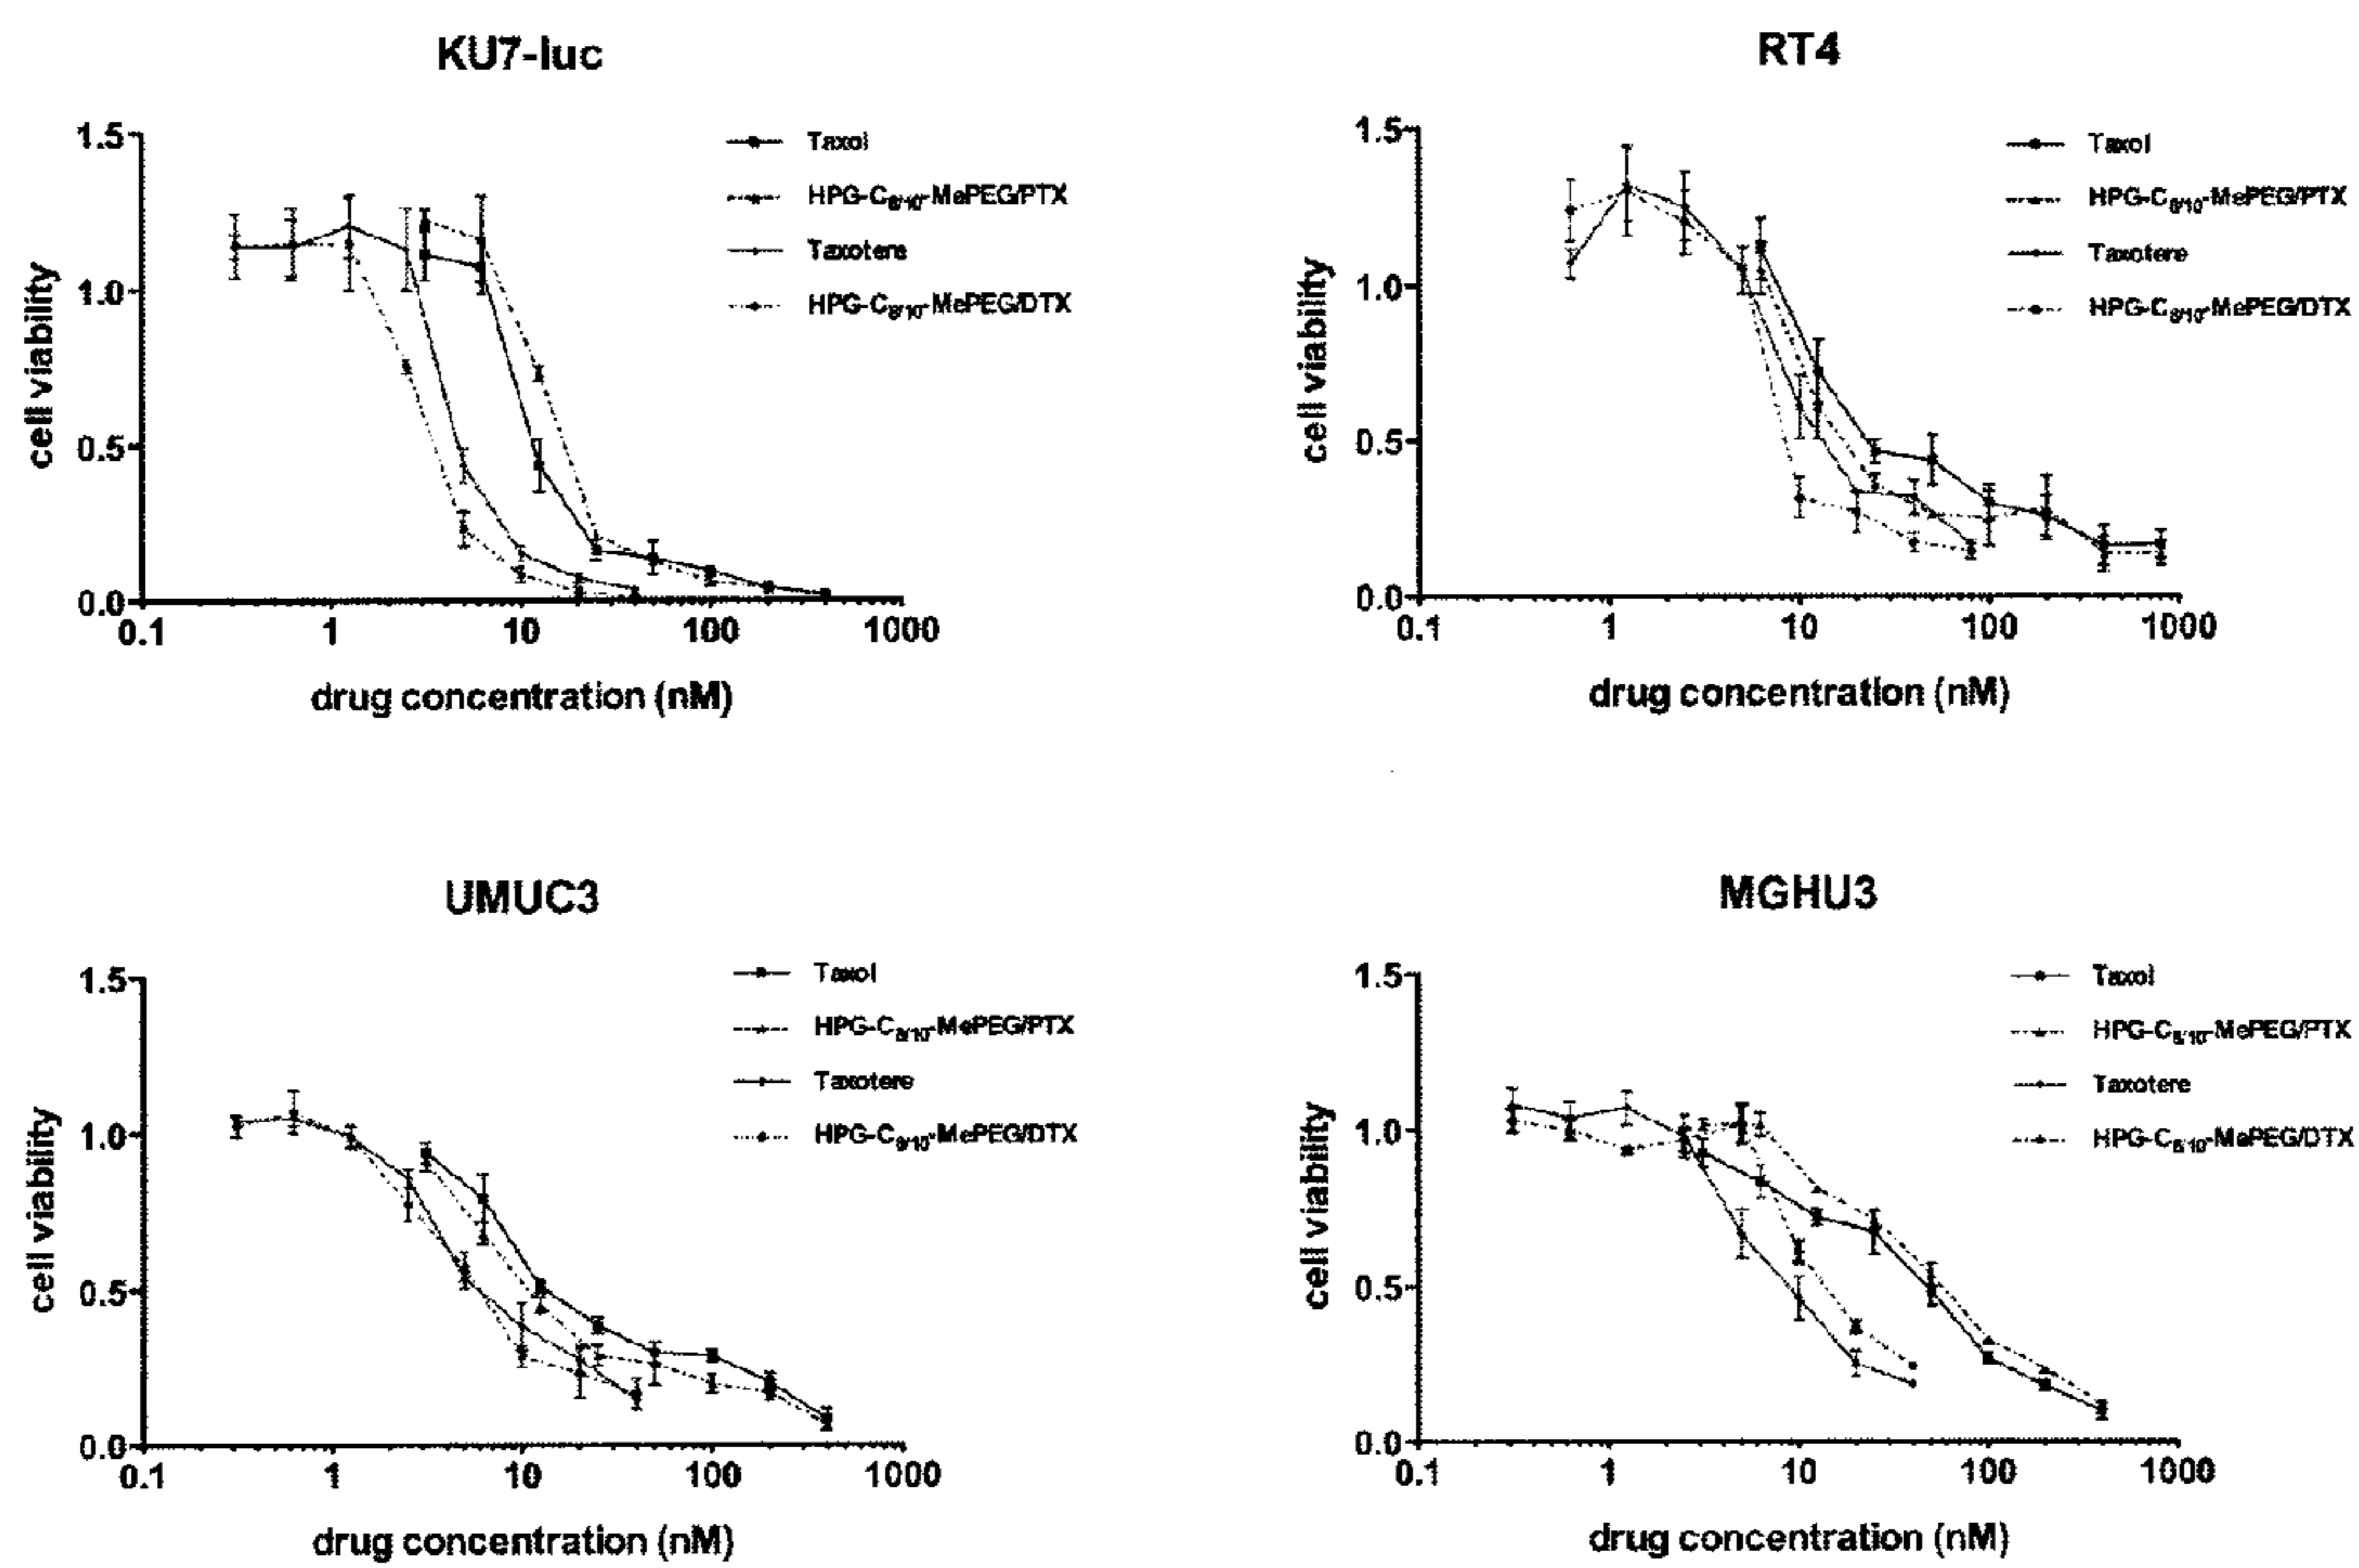 KU7-luc
1.5
1.0
0.5
0.0
cell viability
0.1 1 10 100 1000
drug concentration (nM)
Taxol
HPG-C8/10-MePEG/PTX
Taxotere
HPG-C8/10-MePEG/DTX
RT4
1.5
1.0
0.5
0.0
cell viability
0.1 1 10 100 1000
drug concentration (nM)
Taxol
HPG-C8/10-MePEG/PTX
Taxotere
HPG-C8/10-MePEG/DTX
UMUC3
1.5
1.0
0.5
0.0
cell viability
0.1 1 10 100 1000
drug concentration (nM)
Taxol
HPG-C8/10-MePEG/PTX
Taxotere
HPG-C8/10-MePEG/DTX
MGHU3
1.5
1.0
0.5
0.0
cell viability
0.1 1 10 100 1000
drug concentration (nM)
Taxol
HPG-C8/10-MePEG/PTX
Taxotere
HPG-C8/10-MePEG/DTX